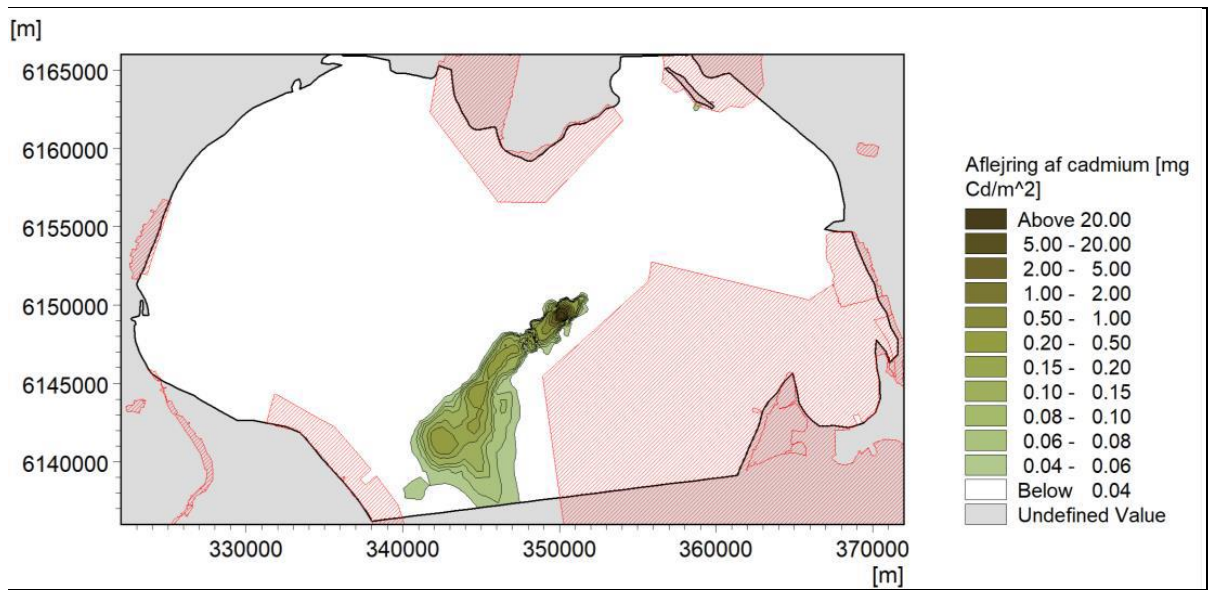 [m]
6165000
6160000
6155000
6150000
6145000
6140000
330000 340000 350000 360000 370000
[m]
Aflejring af cadmium [mg
Cd/m^2]
Above 20.00
5.00 - 20.00
2.00 - 5.00
1.00 - 2.00
0.50 - 1.00
0.20 - 0.50
0.15 - 0.20
0.10 - 0.15
0.08 - 0.10
0.06 - 0.08
0.04 - 0.06
Below 0.04
Undefined Value